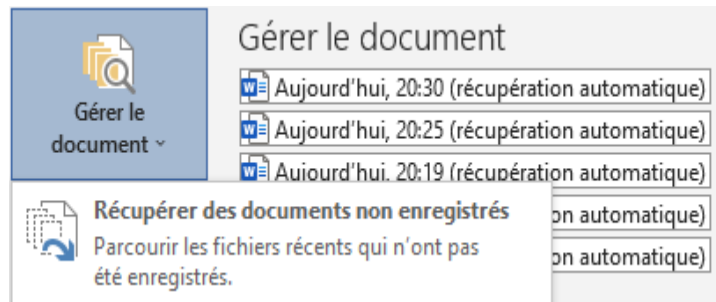 Gérer le document
Gérer le
document
Aujourd'hui, 20:30 (récupération automatique)
Aujourd'hui, 20:25 (récupération automatique)
Aujourd'hui, 20:19 (récupération automatique)
on automatique)
on automatique)
Récupérer des documents non enregistrés
Parcourir les fichiers récents qui n'ont pas
été enregistrés.